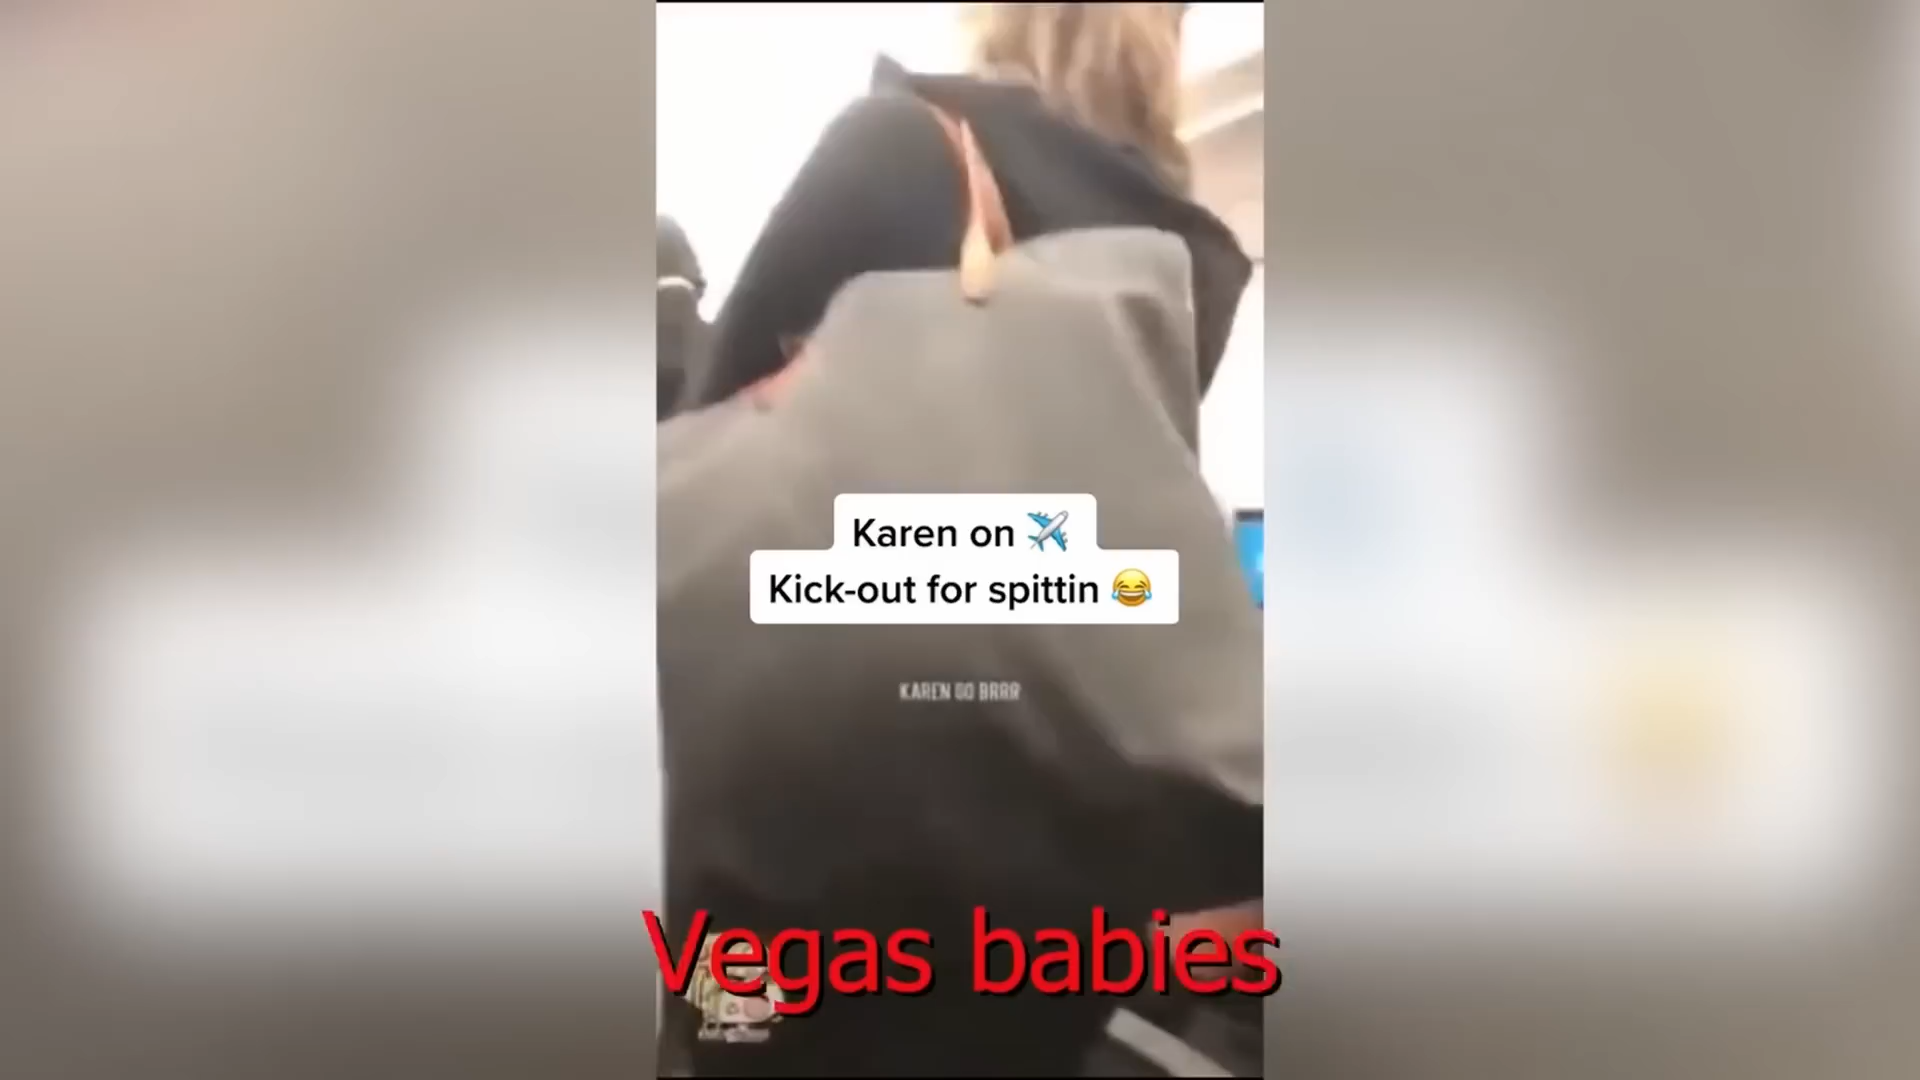 Karen on ✈️
Kick-out for spittin 😂
KAREN GO BRRR
Vegas babies